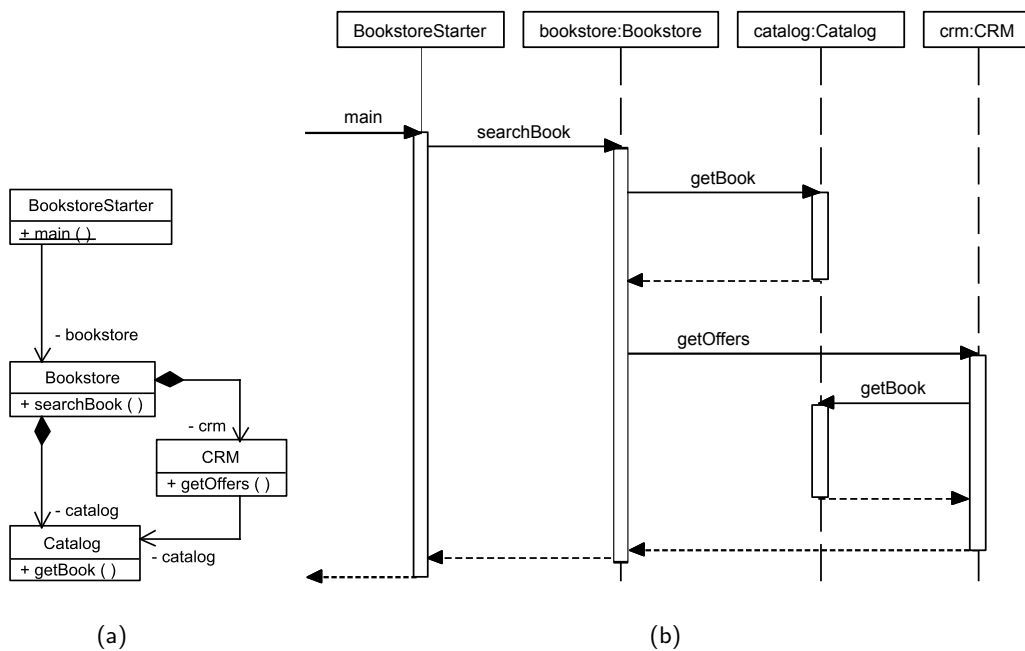 BookstoreStarter
+ main ( )
- bookstore
Bookstore
+ searchBook ( )
- crm
CRM
+ getOffers ( )
- catalog
Catalog
+ getBook ( )
- catalog
(a)
BookstoreStarter
bookstore:Bookstore
catalog:Catalog
crm:CRM
main
searchBook
getBook
getOffers
getBook
(b)